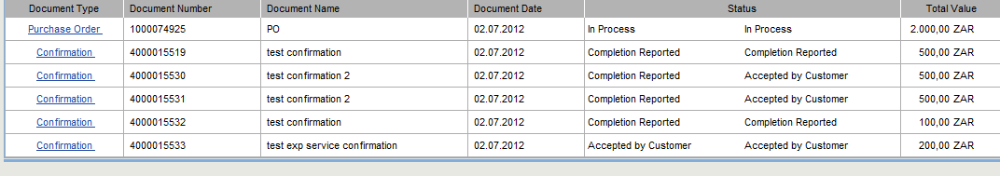 Document Type Document Number Document Name Document Date Status Total Value
Purchase Order 1000074925 PO 02.07.2012 In Process In Process 2.000,00 ZAR
Confirmation 4000015519 test confirmation 02.07.2012 Completion Reported Completion Reported 500,00 ZAR
Confirmation 4000015530 test confirmation 2 02.07.2012 Completion Reported Accepted by Customer 500,00 ZAR
Confirmation 4000015531 test confirmation 2 02.07.2012 Completion Reported Accepted by Customer 500,00 ZAR
Confirmation 4000015532 test confirmation 02.07.2012 Completion Reported Completion Reported 100,00 ZAR
Confirmation 4000015533 test exp service confirmation 02.07.2012 Accepted by Customer Accepted by Customer 200,00 ZAR